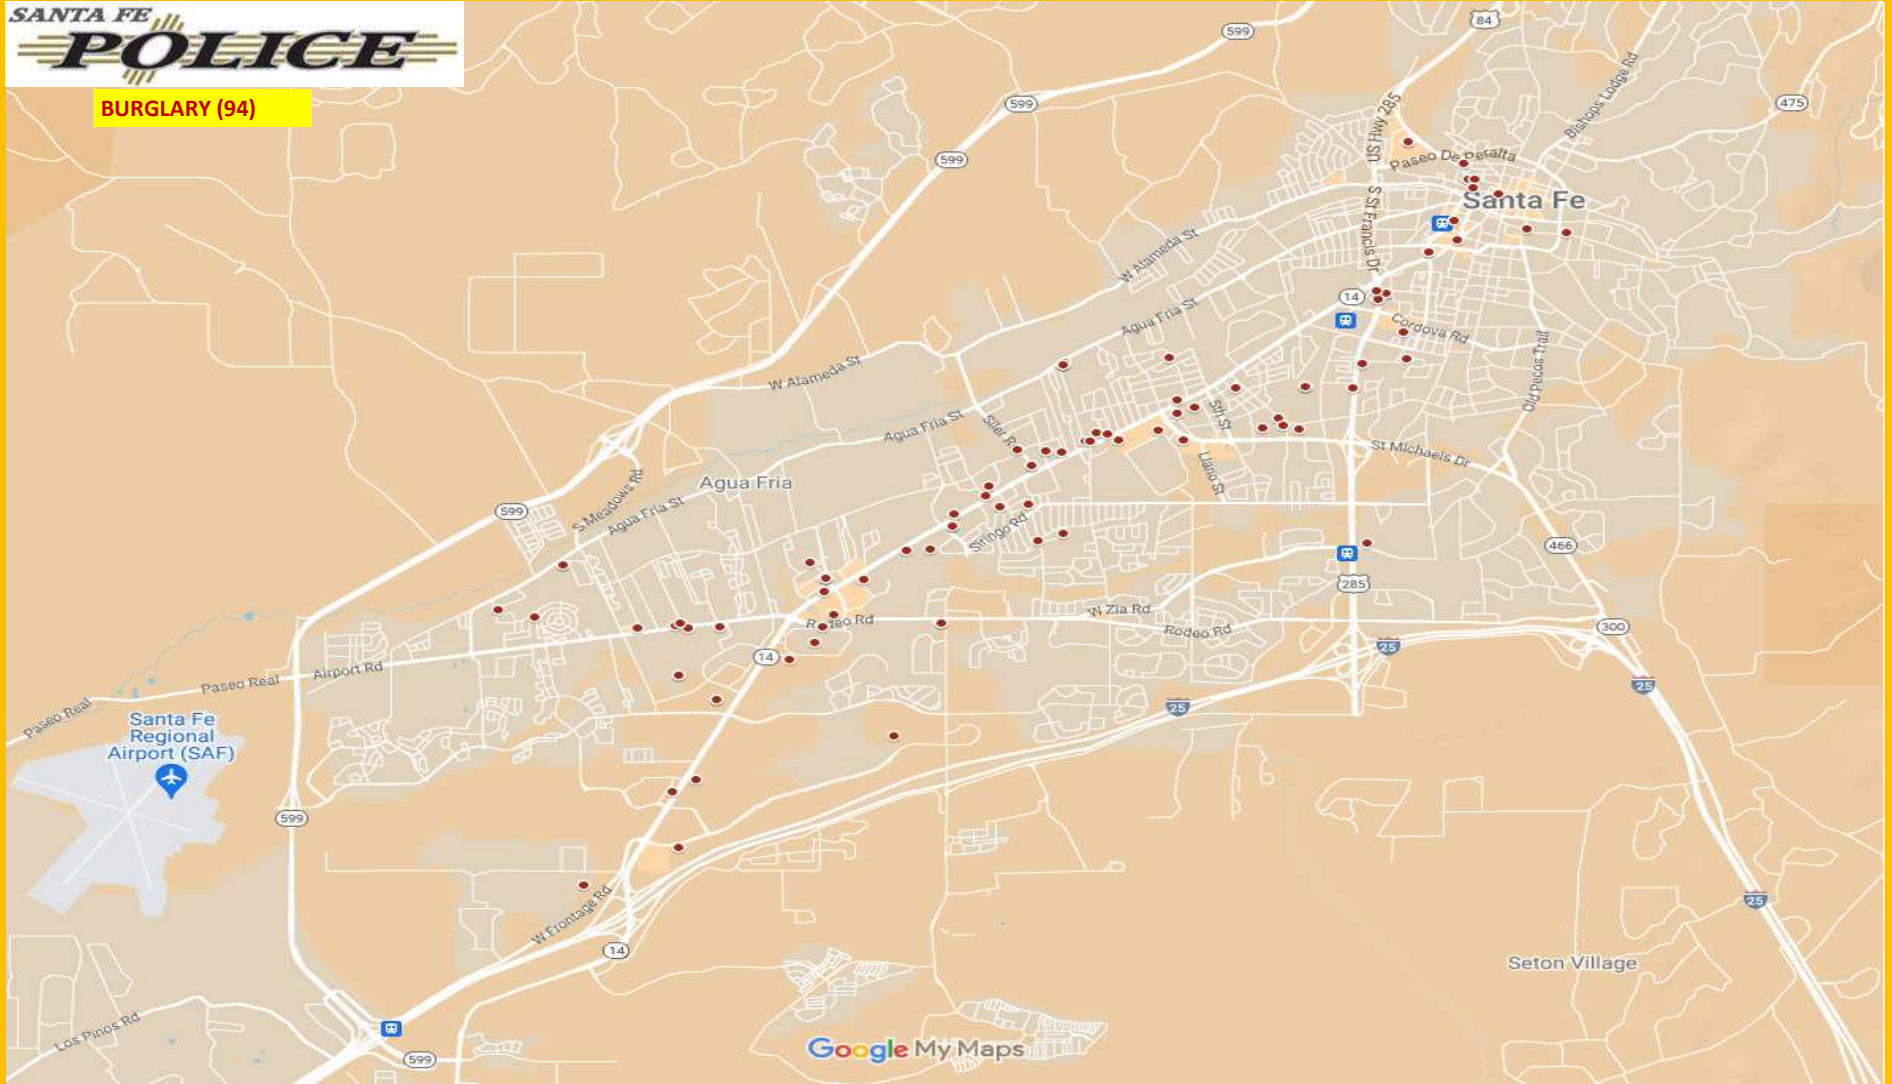 SANTA FE
POLICE
BURGLARY (94)
599
84
599
475
Bishops Lodge Rd
US Hwy 285
599
Paseo De Peralta
Santa Fe
S St Francis Dr
W Alameda St
14
Agua Fria St
Cordova Rd
Old Pecos Trail
W Alameda St
5th St
Agua Fria St
Siler R
St Michaels Dr
Llano St
Agua Fria
S Meadows Rd
599
Agua Fria St
Siringo Rd
466
285
W Zia Rd
Rodeo Rd
Rodeo Rd
300
25
14
Airport Rd
Paseo Real
25
Paseo Real
25
Santa Fe
Regional
Airport (SAF)
599
25
W Frontage Rd
14
Seton Village
Los Pinos Rd
599
Google My Maps